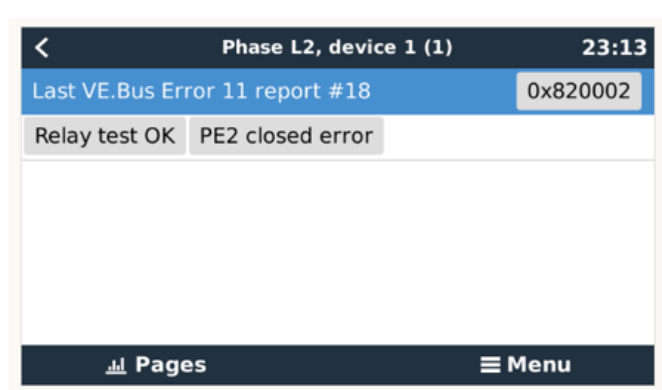 Phase L2, device 1 (1) 23:13
Last VE.Bus Error 11 report #18 0x820002
Relay test OK PE2 closed error
Pages Menu